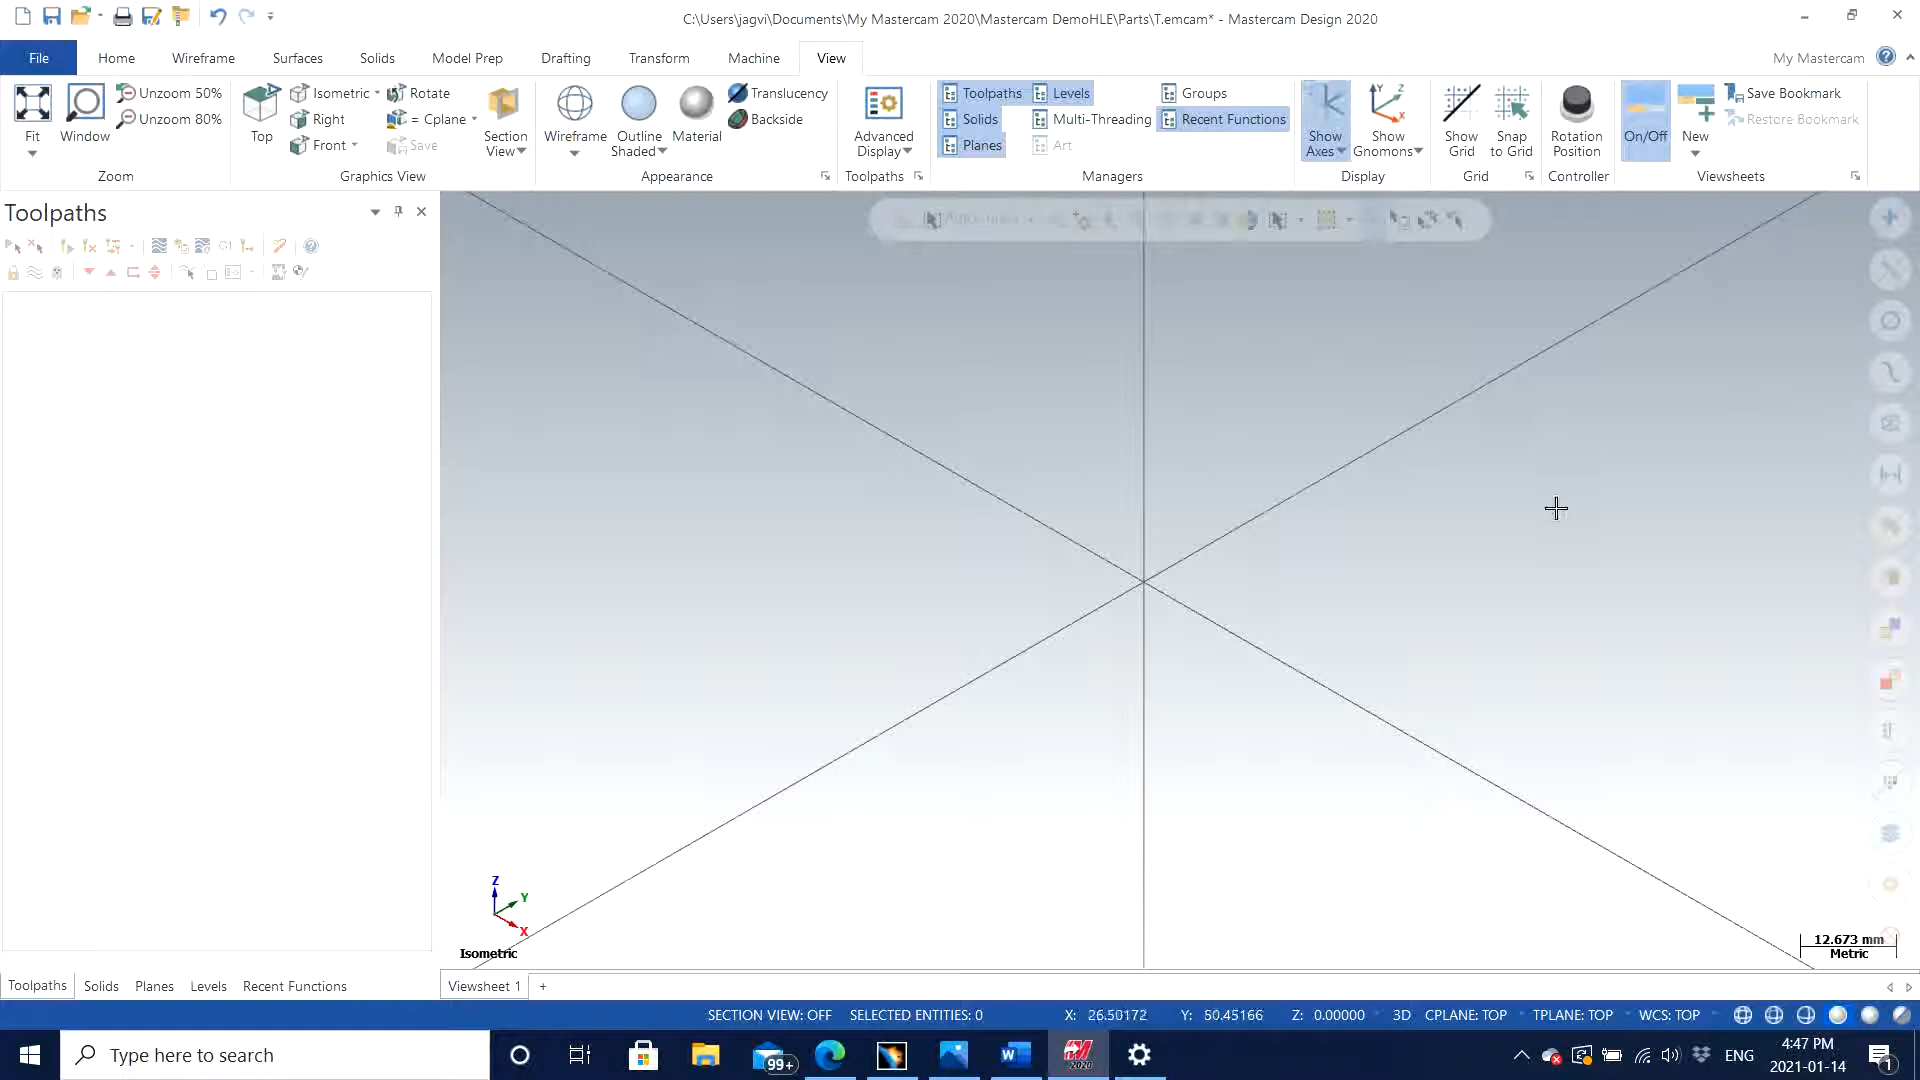 C:\Users\jagvi\Documents\My Mastercam 2020\Mastercam DemoHLE\Parts\T.emcam* - Mastercam Design 2020
File Home Wireframe Surfaces Solids Model Prep Drafting Transform Machine View My Mastercam
Fit
Window
Unzoom 50%
Unzoom 80%
Zoom
Top
Isometric
Right
Front
Rotate
= Cplane
Save
Section View
Graphics View
Wireframe
Outline Shaded
Material
Translucency
Backside
Appearance
Advanced Display
Toolpaths
Toolpaths
Solids
Planes
Levels
Multi-Threading
Art
Groups
Recent Functions
Managers
Show Axes
Show Gnomons
Display
Show Grid
Snap to Grid
Grid
Rotation Position
Controller
On/Off
New
Save Bookmark
Restore Bookmark
Viewsheets
Toolpaths
G1
Z
Y
X
Isometric
12.673 mm
Metric
Toolpaths Solids Planes Levels Recent Functions
Viewsheet 1 +
SECTION VIEW: OFF SELECTED ENTITIES: 0 X: 26.50172 Y: 50.45166 Z: 0.00000 3D CPLANE: TOP TPLANE: TOP WCS: TOP
Type here to search
99+
2020
ENG
4:47 PM
2021-01-14
1